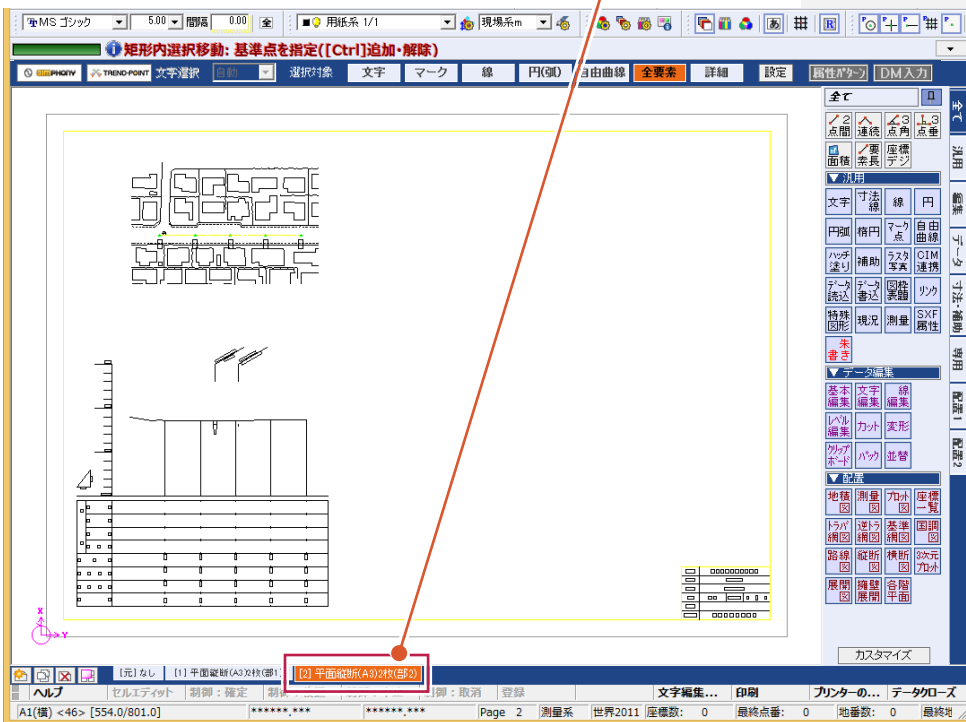 MS ゴシック 5.00 間隔 0.00 全 用紙系 1/1 現場系m あ R
矩形内選択移動: 基準点を指定([Ctrl]追加・解除)
GIMPHONY TREND-POINT 文字選択 自動 選択対象 文字 マーク 線 円(弧) 自由曲線 全要素 詳細 設定 属性パターン DM入力
全て
2点間 連続 3点角 3点垂
面積 要素長 座標デジ
▼ 汎用
文字 寸法線 線 円
円弧 楕円 マーク点 自由曲線
ハッチ塗り 補助 ラスタ写真 CIM連携
データ読込 データ書込 図枠表題 リンク
特殊図形 現況 測量 SXF属性
朱書き
▼ データ編集
基本編集 文字編集 線編集
レベル編集 カット 変形
クリップボード パック 並替
▼ 配置
地積図 測量図 プロット図 座標一覧
トラバ網図 逆トラ網図 基準網図 国調図
路線図 縦断図 横断図 3次元プロット
展開図 擁壁展開 各階平面
カスタマイズ
全て
汎用
編集
データ
寸法・補助
専用
配置1
配置2
X
Y
[元] なし [1] 平面縦断(A3)2枚(部1 [2] 平面縦断(A3)2枚(部2)
ヘルプ セルエディット 制御:確定 制御 制御:取消 登録 文字編集... 印刷 プリンターの... データクローズ
A1(横) <46> [554.0/801.0] ******.*** ******.*** Page 2 測量系 世界2011 座標数: 0 最終点番: 0 地番数: 0 最終地